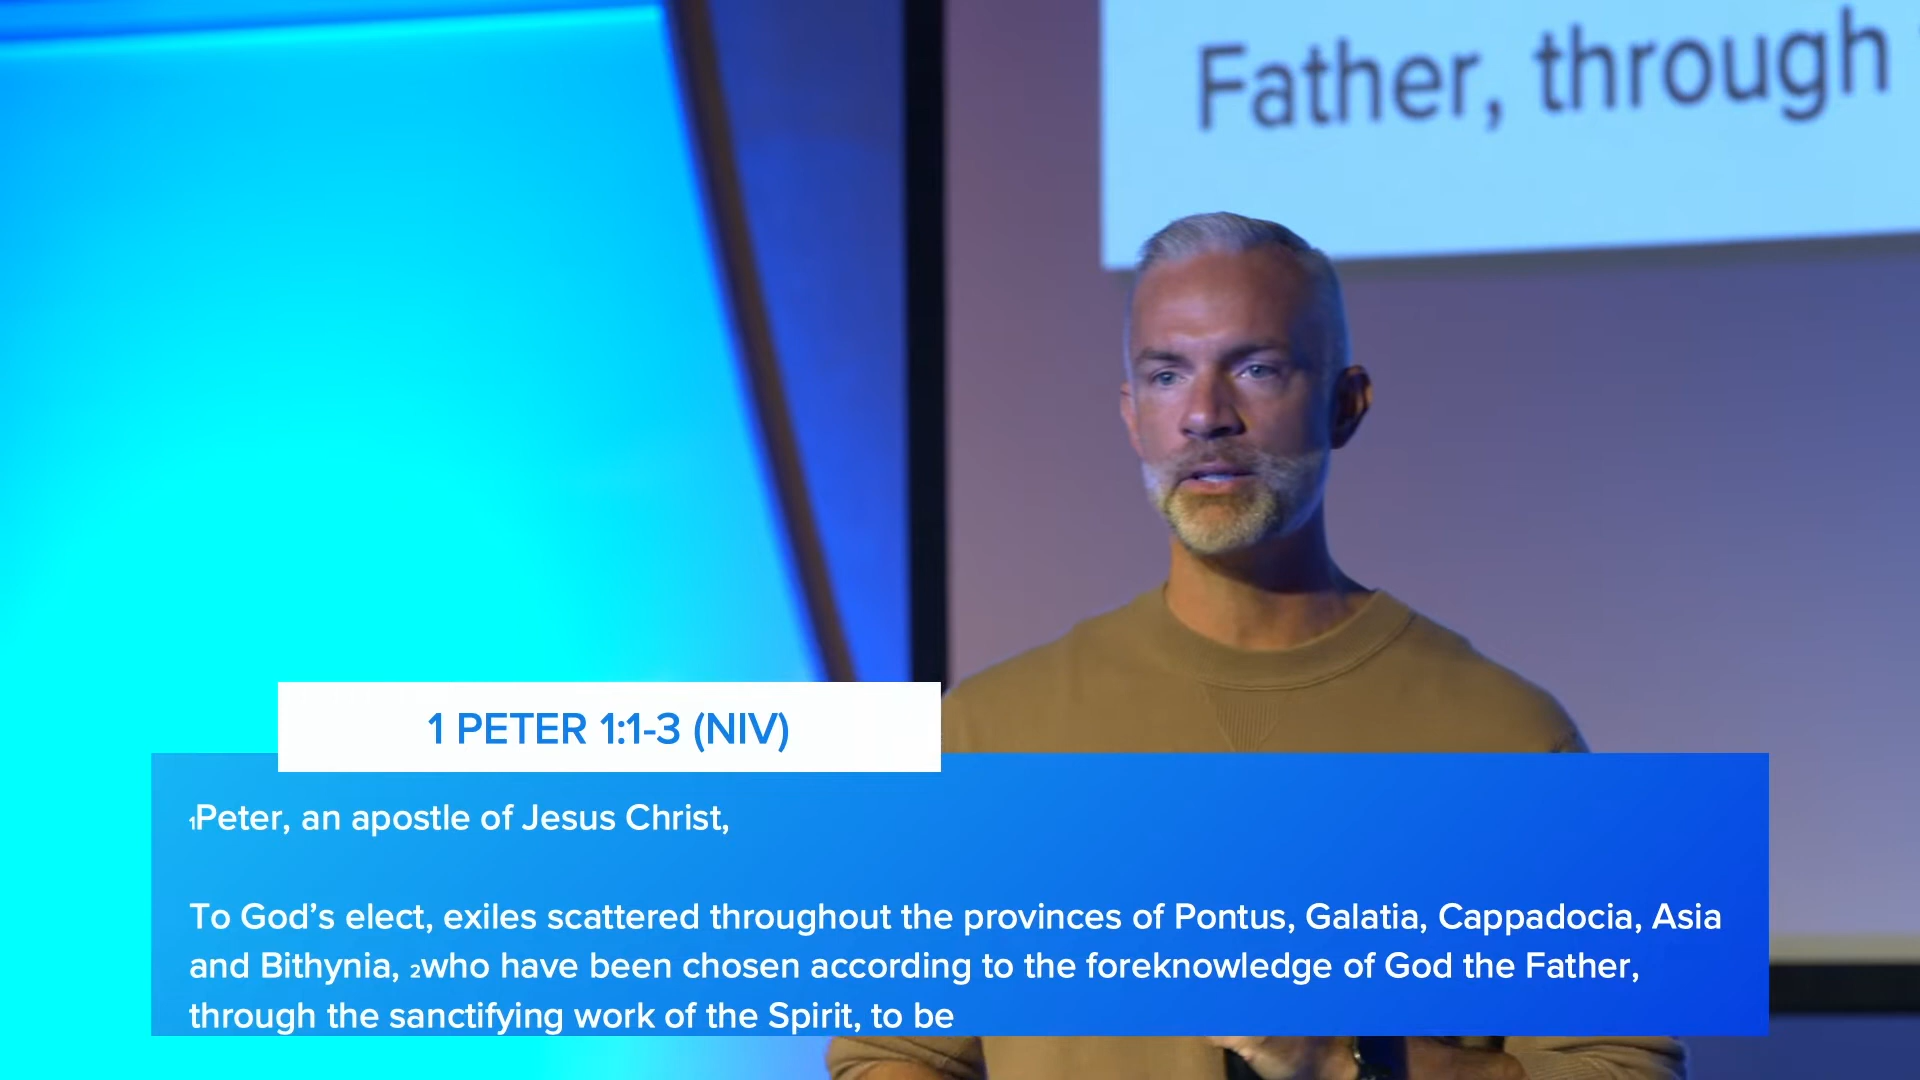 Father, through
1 PETER 1:1-3 (NIV)
1Peter, an apostle of Jesus Christ,
To God’s elect, exiles scattered throughout the provinces of Pontus, Galatia, Cappadocia, Asia
and Bithynia, 2who have been chosen according to the foreknowledge of God the Father,
through the sanctifying work of the Spirit, to be